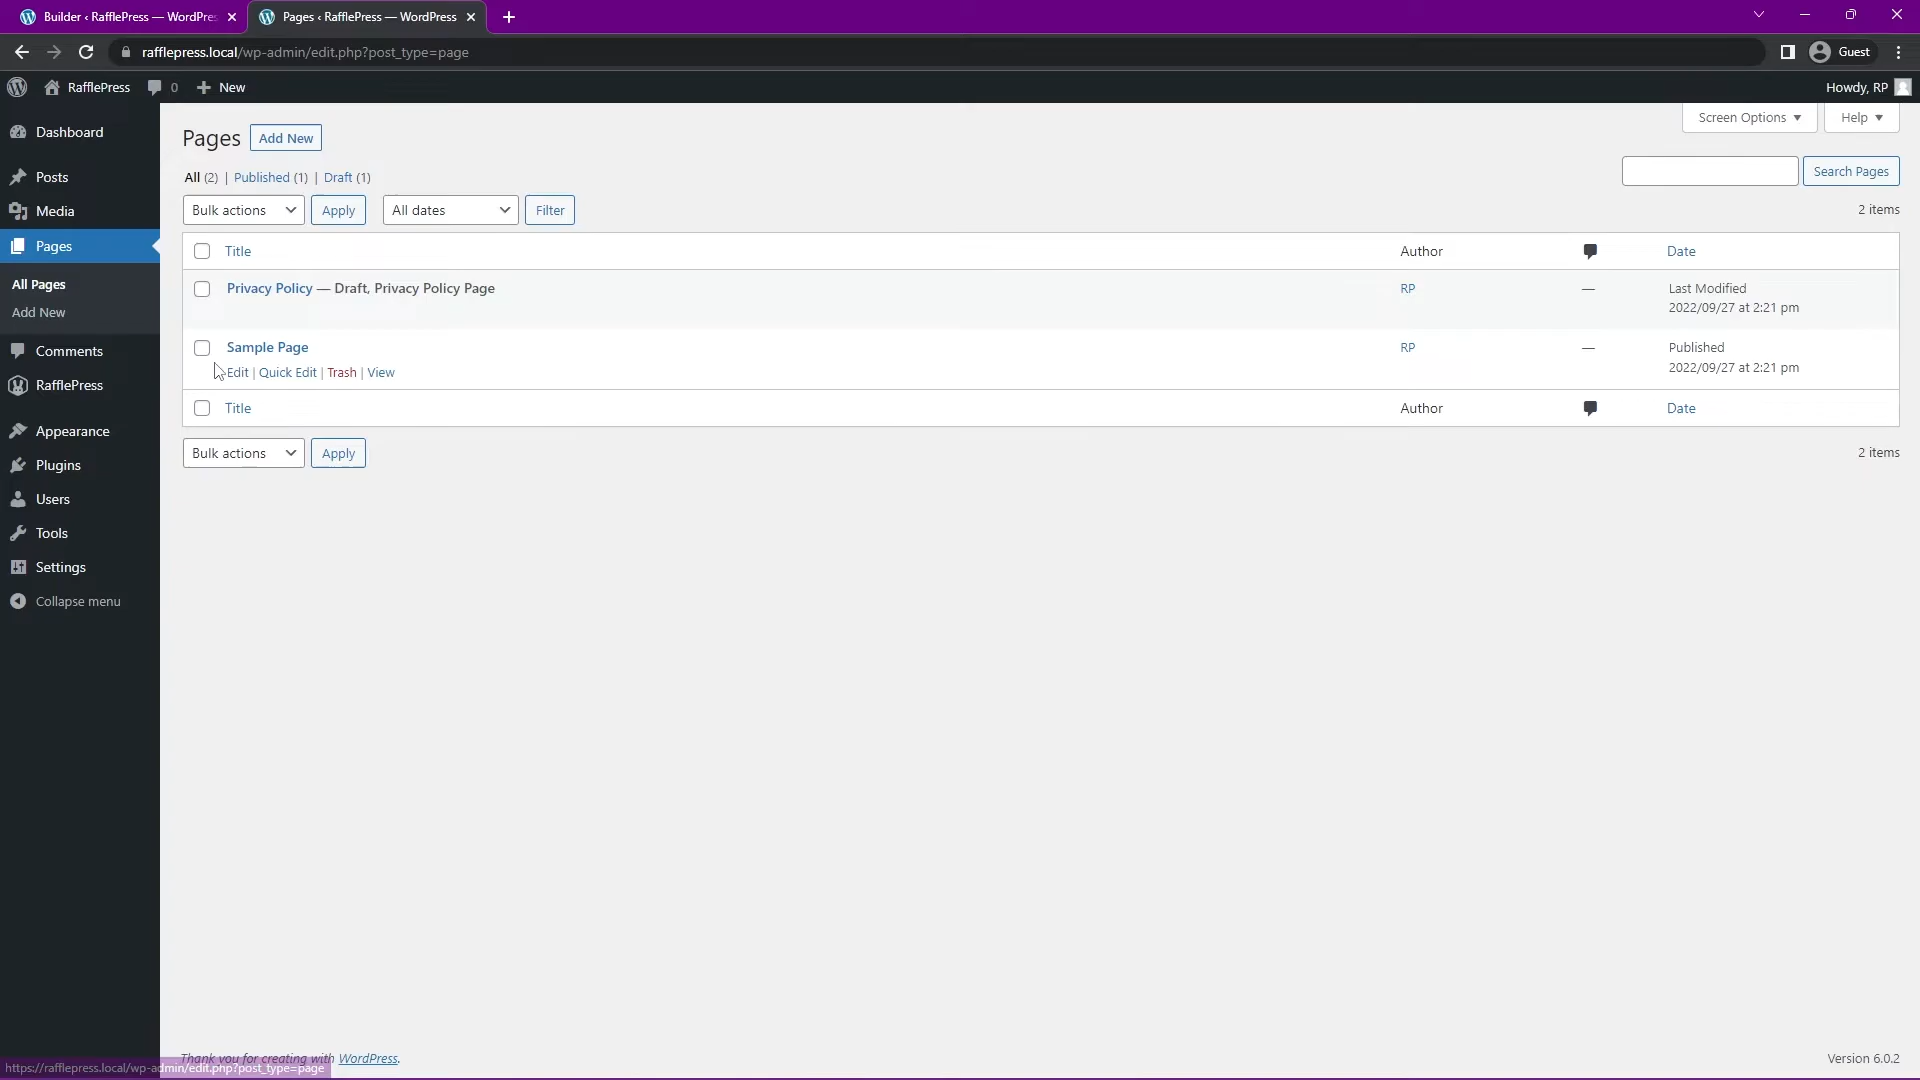 Builder ‹ RafflePress — WordPres
Pages ‹ RafflePress — WordPress
rafflepress.local/wp-admin/edit.php?post_type=page
Guest
RafflePress 0 New
Howdy, RP
Dashboard
Posts
Media
Pages
All Pages
Add New
Comments
RafflePress
Appearance
Plugins
Users
Tools
Settings
Collapse menu
Screen Options
Help
Pages Add New
All (2) | Published (1) | Draft (1)
Search Pages
Bulk actions Apply All dates Filter
2 items
Title Author Date
Privacy Policy — Draft, Privacy Policy Page RP — Last Modified
2022/09/27 at 2:21 pm
Sample Page RP — Published
Edit | Quick Edit | Trash | View 2022/09/27 at 2:21 pm
Title Author Date
Bulk actions Apply
2 items
Thank you for creating with WordPress.
Version 6.0.2
https://rafflepress.local/wp-admin/edit.php?post_type=page